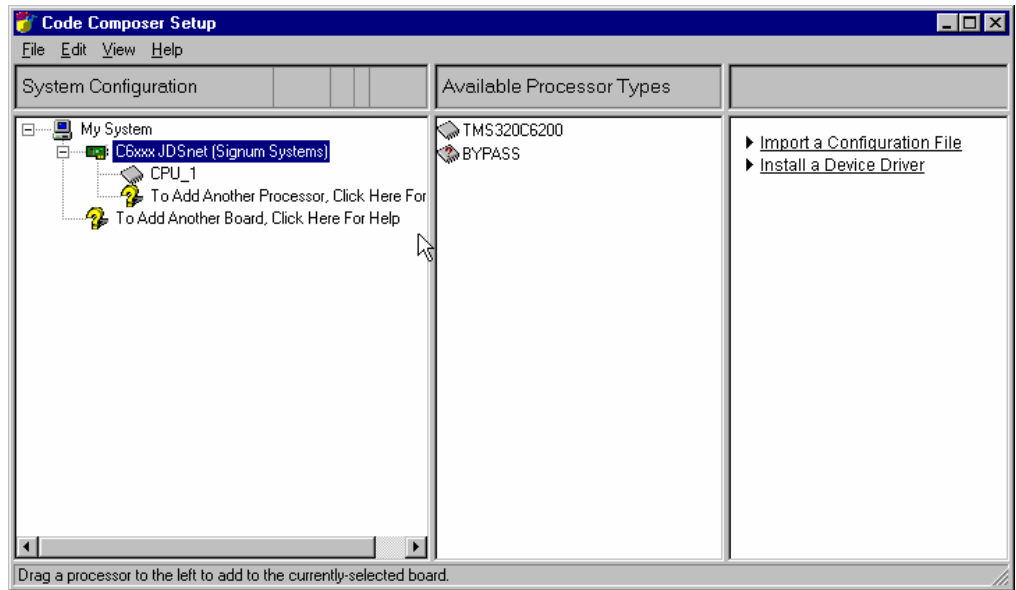 Code Composer Setup
File Edit View Help
System Configuration
Available Processor Types
My System
C6xxx JDSnet (Signum Systems)
CPU_1
To Add Another Processor, Click Here For
To Add Another Board, Click Here For Help
TMS320C6200
BYPASS
Import a Configuration File
Install a Device Driver
Drag a processor to the left to add to the currently-selected board.